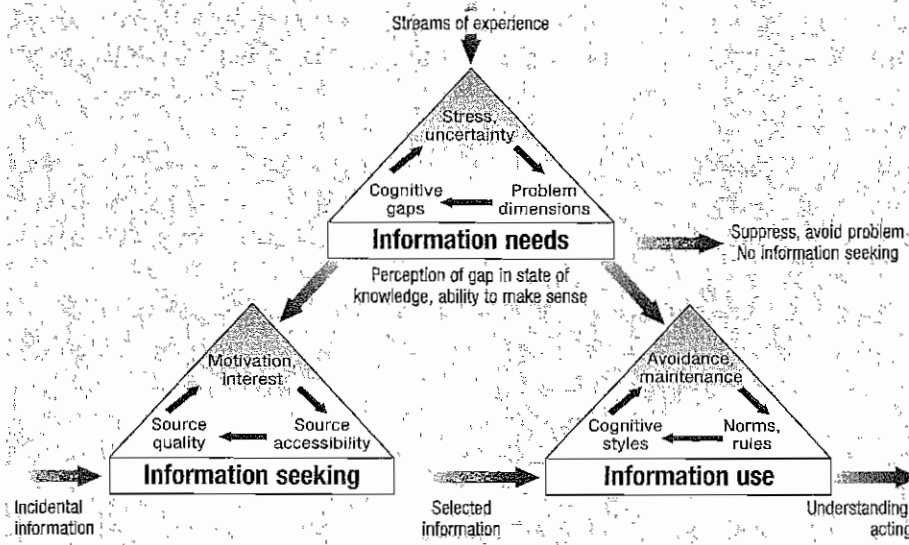 Streams of experience
Stress,
uncertainty
Cognitive
gaps
Problem
dimensions
Information needs
Suppress, avoid problem
No information seeking
Perception of gap in state of
knowledge, ability to make sense
Motivation,
interest
Source
quality
Source
accessibility
Information seeking
Avoidance,
maintenance
Cognitive
styles
Norms,
rules
Information use
Incidental
information
Selected
information
Understanding,
acting